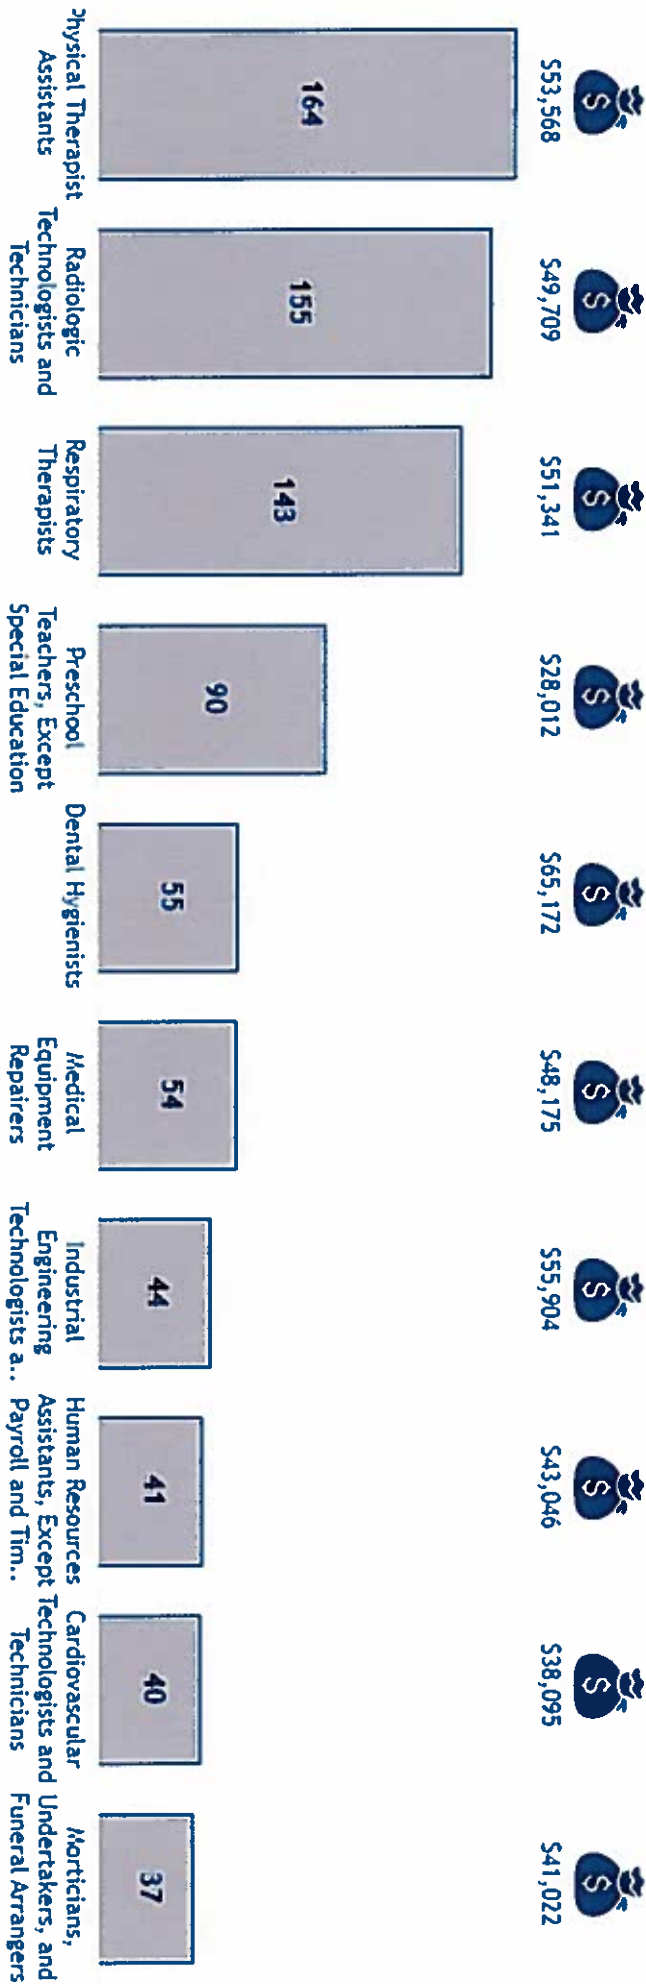 $53,568
$49,709
$51,341
$28,012
$65,172
$48,175
$55,904
$43,046
$38,095
$41,022
164
155
143
90
55
54
44
41
40
37
Physical Therapist
Assistants
Radiologic
Technologists and
Technicians
Respiratory
Therapists
Preschool
Teachers, Except
Special Education
Dental Hygienists
Medical
Equipment
Repairers
Industrial
Engineering
Technologists a..
Human Resources
Assistants, Except
Payroll and Tim..
Cardiovascular
Technologists and
Technicians
Morticians,
Undertakers, and
Funeral Arrangers